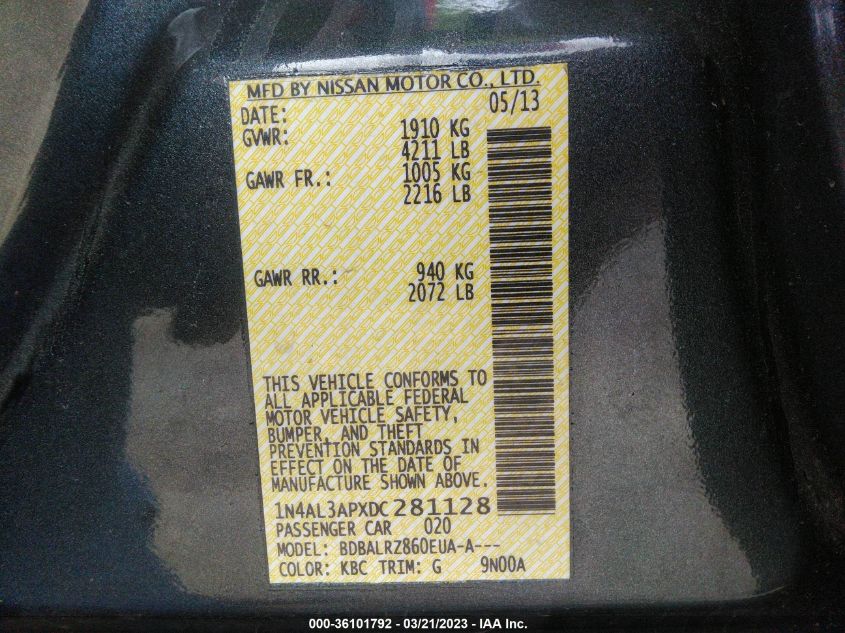 MFD BY NISSAN MOTOR CO., LTD.
DATE: 05/13
GVWR: 1910 KG
4211 LB
GAWR FR.: 1005 KG
2216 LB
GAWR RR.: 940 KG
2072 LB
THIS VEHICLE CONFORMS TO
ALL APPLICABLE FEDERAL
MOTOR VEHICLE SAFETY,
BUMPER, AND THEFT
PREVENTION STANDARDS IN
EFFECT ON THE DATE OF
MANUFACTURE SHOWN ABOVE.
1N4AL3APXDC281128
PASSENGER CAR 020
MODEL: BDBALRZ860EUA-A---
COLOR: KBC TRIM: G 9N00A
000-36101792 - 03/21/2023 - IAA Inc.